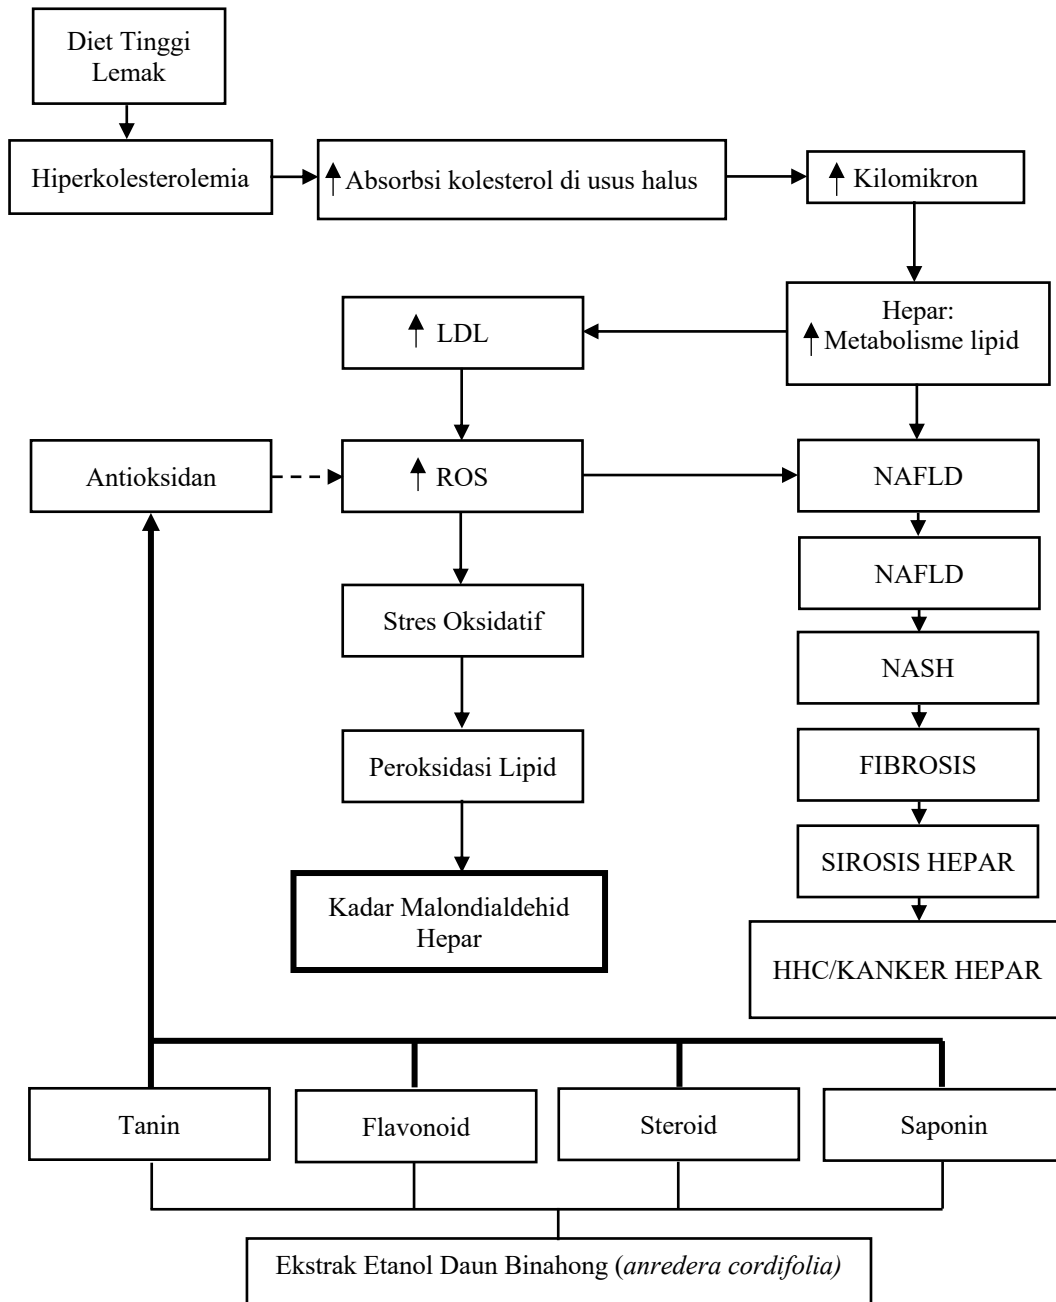 Diet Tinggi
Lemak
Hiperkolesterolemia
Absorbsi kolesterol di usus halus
Kilomikron
Hepar:
Metabolisme lipid
LDL
Antioksidan
ROS
NAFLD
NAFLD
Stres Oksidatif
NASH
Peroksidasi Lipid
FIBROSIS
SIROSIS HEPAR
Kadar Malondialdehid
Hepar
HHC/KANKER HEPAR
Tanin
Flavonoid
Steroid
Saponin
Ekstrak Etanol Daun Binahong (anredera cordifolia)